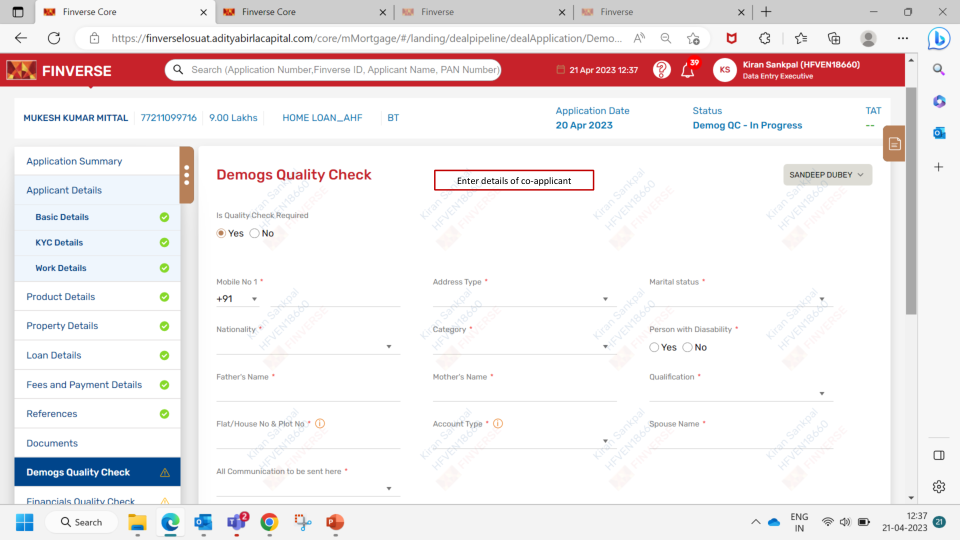 Finverse Core
Finverse Core
Finverse
Finverse
https://finverselosuat.adityabirlacapital.com/core/mMortgage/#/landing/dealpipeline/dealApplication/Demo...
FINVERSE
Search (Application Number,Finverse ID, Applicant Name, PAN Number)
21 Apr 2023 12:37
39
KS
Kiran Sankpal (HFVEN18660)
Data Entry Executive
MUKESH KUMAR MITTAL
77211099716
9.00 Lakhs
HOME LOAN_AHF
BT
Application Date
20 Apr 2023
Status
Demog QC - In Progress
TAT
--
Application Summary
Applicant Details
Basic Details
KYC Details
Work Details
Product Details
Property Details
Loan Details
Fees and Payment Details
References
Documents
Demogs Quality Check
Financials Quality Check
Demogs Quality Check
Enter details of co-applicant
SANDEEP DUBEY
Is Quality Check Required
Yes No
Mobile No 1 *
+91
Address Type *
Marital status *
Nationality *
Category *
Person with Diasability *
Yes No
Father's Name *
Mother's Name *
Qualification *
Flat/House No & Plot No *
Account Type *
Spouse Name *
All Communication to be sent here *
Kiran Sankpal
HFVEN18660
FINVERSE
Search
2
ENG
IN
12:37
21-04-2023
21